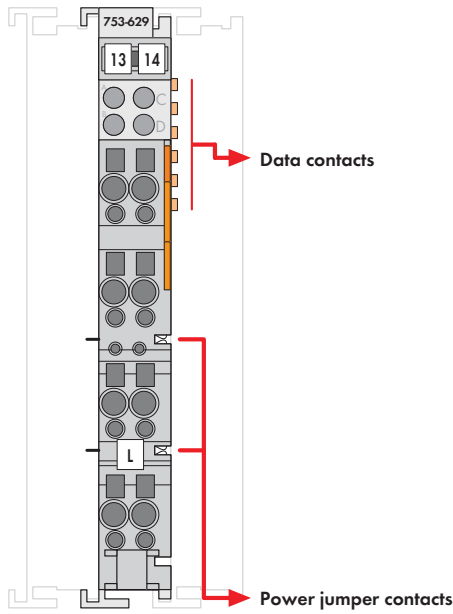 753-629
13 14
A C
B D
Data contacts
L
Power jumper contacts